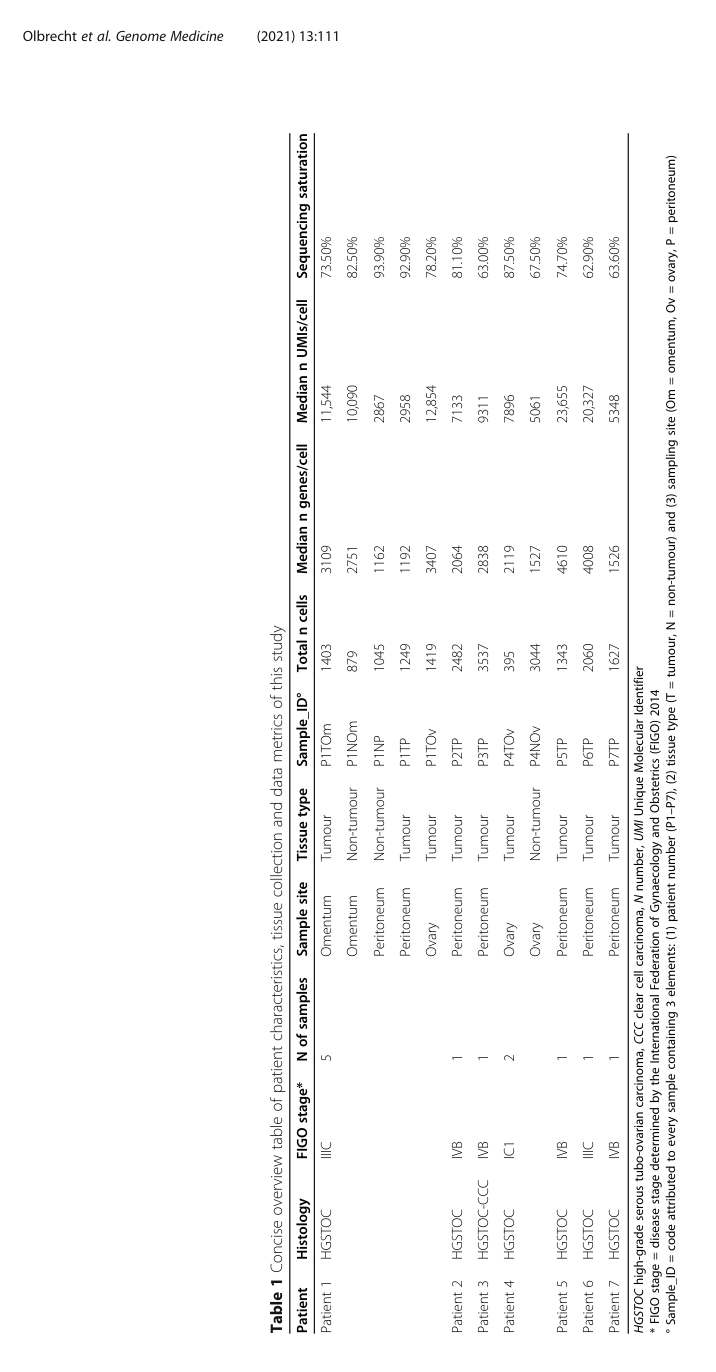 Olbrecht et al. Genome Medicine (2021) 13:111
Table 1 Concise overview table of patient characteristics, tissue collection and data metrics of this study
Patient Histology FIGO stage* N of samples Sample site Tissue type Sample_ID° Total n cells Median n genes/cell Median n UMIs/cell Sequencing saturation
Patient 1 HGSTOC IIIC 5 Omentum Tumour P1TOm 1403 3109 11,544 73.50%
Omentum Non-tumour P1NOm 879 2751 10,090 82.50%
Peritoneum Non-tumour P1NP 1045 1162 2867 93.90%
Peritoneum Tumour P1TP 1249 1192 2958 92.90%
Ovary Tumour P1TOv 1419 3407 12,854 78.20%
Patient 2 HGSTOC IVB 1 Peritoneum Tumour P2TP 2482 2064 7133 81.10%
Patient 3 HGSTOC-CCC IVB 1 Peritoneum Tumour P3TP 3537 2838 9311 63.00%
Patient 4 HGSTOC IC1 2 Ovary Tumour P4TOv 395 2119 7896 87.50%
Ovary Non-tumour P4NOv 3044 1527 5061 67.50%
Patient 5 HGSTOC IVB 1 Peritoneum Tumour P5TP 1343 4610 23,655 74.70%
Patient 6 HGSTOC IIIC 1 Peritoneum Tumour P6TP 2060 4008 20,327 62.90%
Patient 7 HGSTOC IVB 1 Peritoneum Tumour P7TP 1627 1526 5348 63.60%
HGSTOC high-grade serous tubo-ovarian carcinoma, CCC clear cell carcinoma, N number, UMI Unique Molecular Identifier
* FIGO stage = disease stage determined by the International Federation of Gynaecology and Obstetrics (FIGO) 2014
° Sample_ID = code attributed to every sample containing 3 elements: (1) patient number (P1–P7), (2) tissue type (T = tumour, N = non-tumour) and (3) sampling site (Om = omentum, Ov = ovary, P = peritoneum)